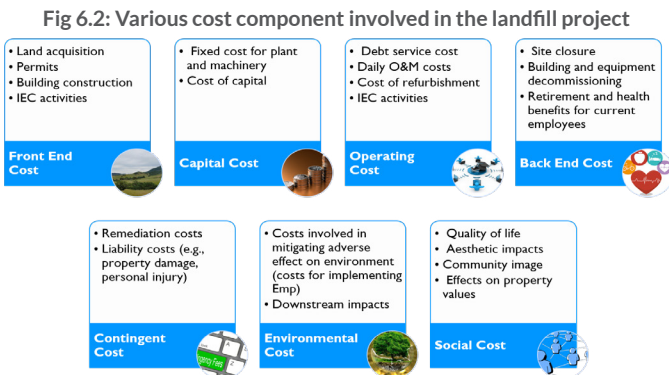 Fig 6.2: Various cost component involved in the landfill project
• Land acquisition
• Permits
• Building construction
• IEC activities
Front End
Cost
• Fixed cost for plant
and machinery
• Cost of capital
Capital Cost
• Debt service cost
• Daily O&M costs
• Cost of refurbishment
• IEC activities
Operating
Cost
• Site closure
• Building and equipment
decommissioning
• Retirement and health
benefits for current
employees
Back End Cost
• Remediation costs
• Liability costs (e.g.,
property damage,
personal injury)
Contingent
Cost
• Costs involved in
mitigating adverse
effect on environment
(costs for implementing
Emp)
• Downstream impacts
Environmental
Cost
• Quality of life
• Aesthetic impacts
• Community image
• Effects on property
values
Social Cost